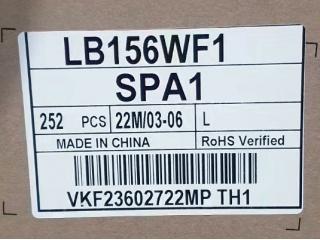 LB156WF1
SPA1
252 PCS 22M/03-06 L
MADE IN CHINA RoHS Verified
VKF23602722MP TH1